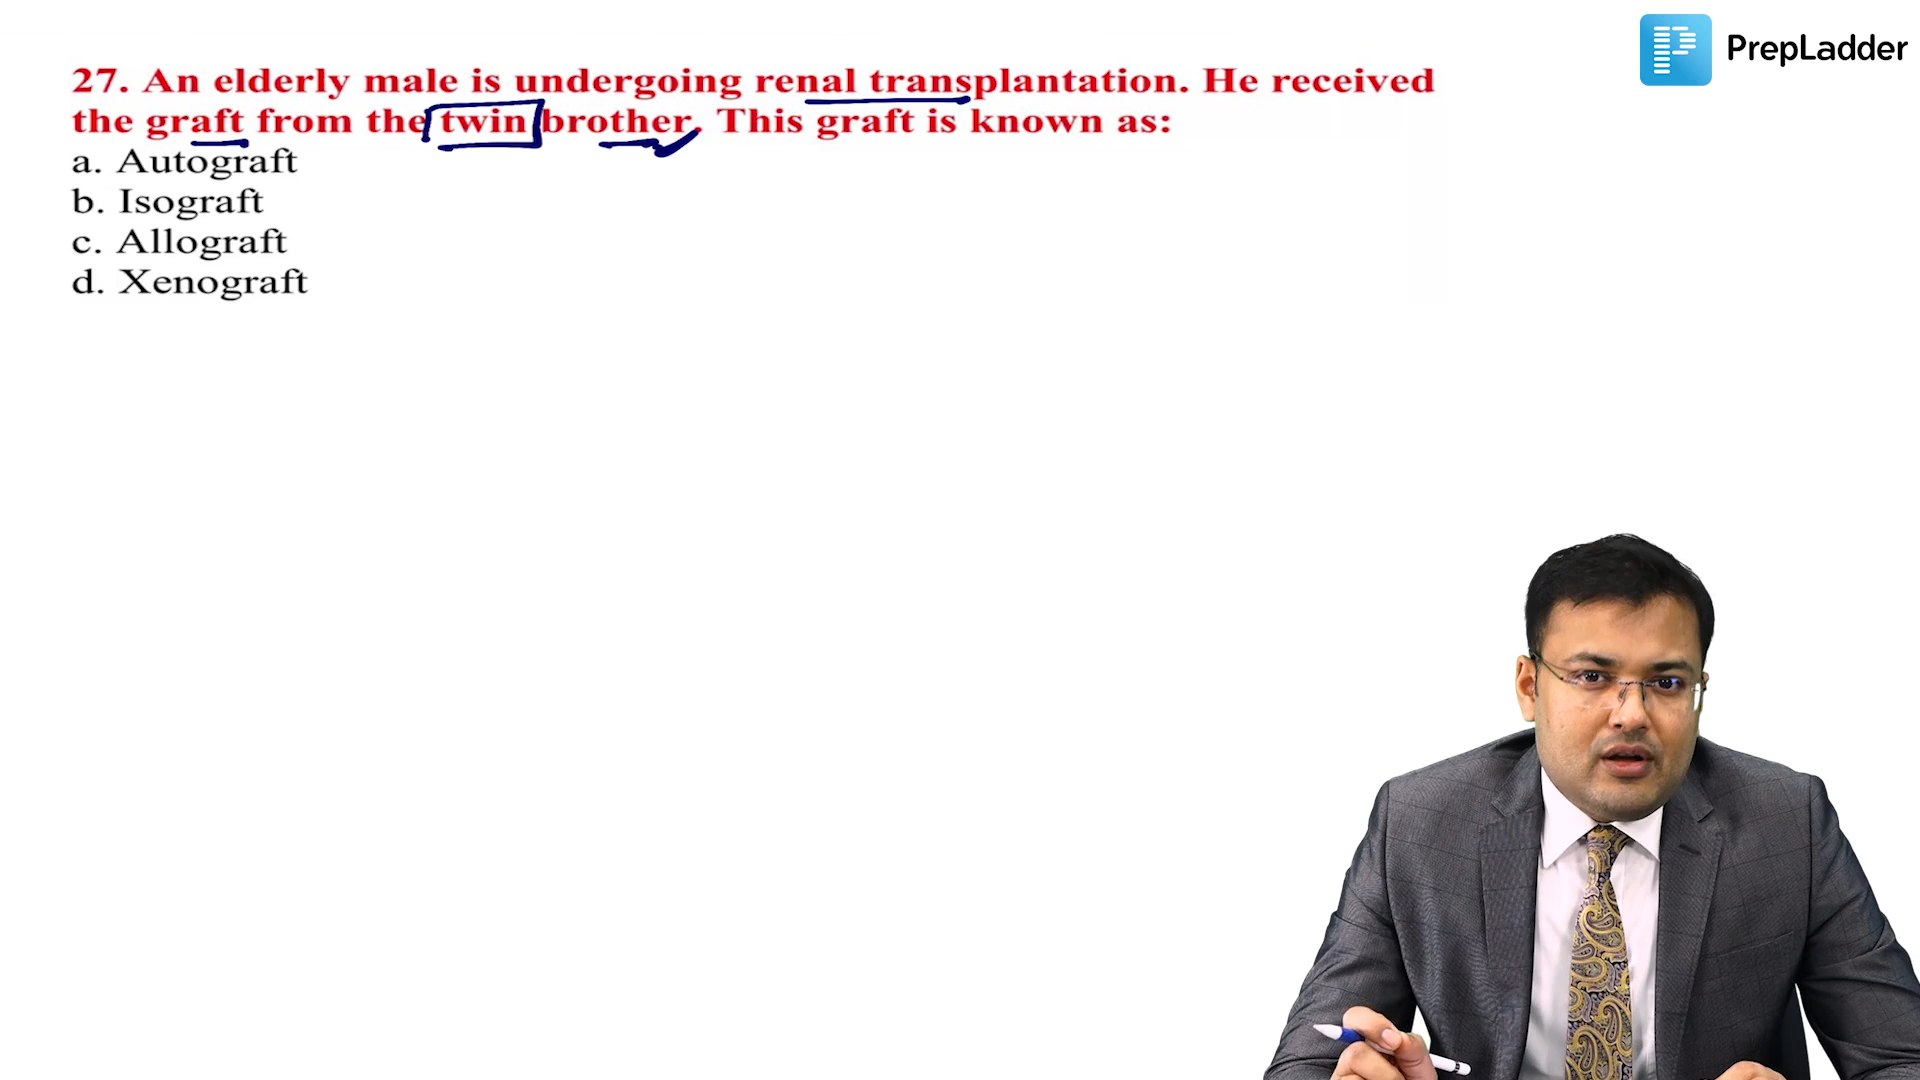 PrepLadder
27. An elderly male is undergoing renal transplantation. He received
the graft from the twin brother. This graft is known as:
a. Autograft
b. Isograft
c. Allograft
d. Xenograft